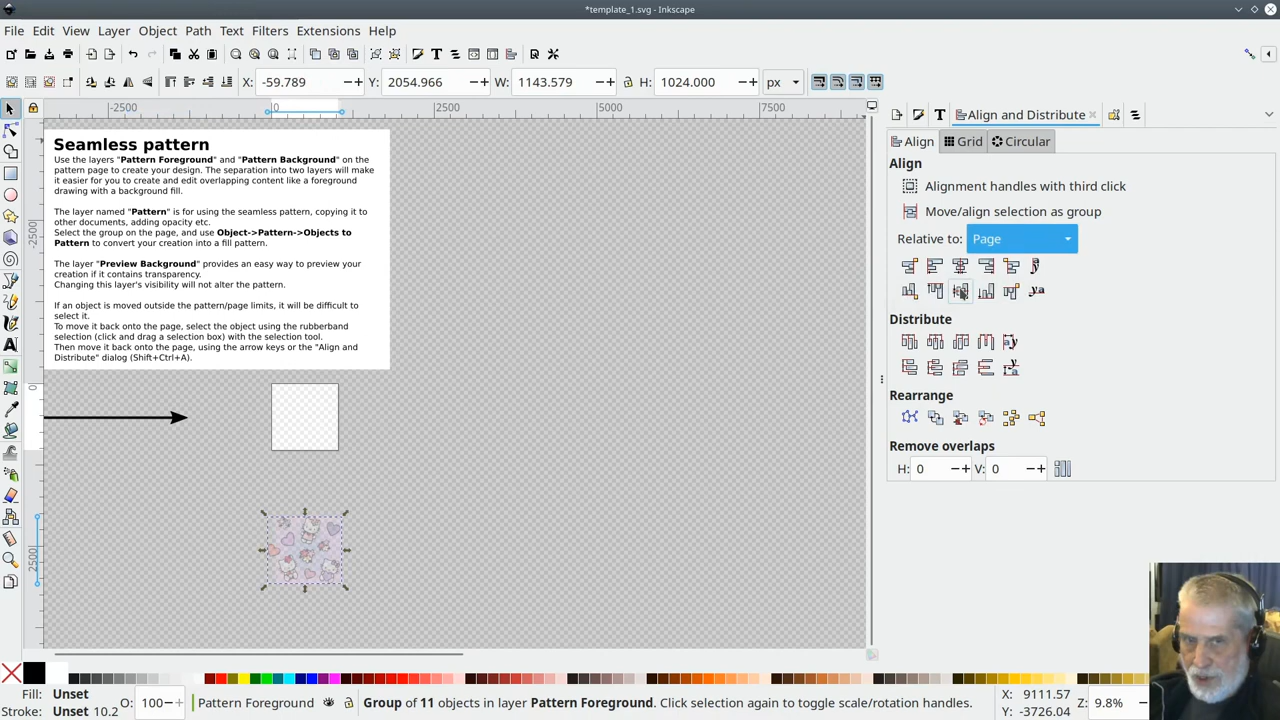 *template_1.svg - Inkscape
File Edit View Layer Object Path Text Filters Extensions Help
X: -59.789 Y: 2054.966 W: 1143.579 H: 1024.000 px
-2500 0 2500 5000 7500
Align and Distribute
Align Grid Circular
Align
Alignment handles with third click
Move/align selection as group
Relative to: Page
Distribute
Rearrange
Remove overlaps
H: 0 V: 0
-2500
0
2500
Seamless pattern
Use the layers "Pattern Foreground" and "Pattern Background" on the
pattern page to create your design. The separation into two layers will make
it easier for you to create and edit overlapping content like a foreground
drawing with a background fill.
The layer named "Pattern" is for using the seamless pattern, copying it to
other documents, adding opacity etc.
Select the group on the page, and use Object->Pattern->Objects to
Pattern to convert your creation into a fill pattern.
The layer "Preview Background" provides an easy way to preview your
creation if it contains transparency.
Changing this layer's visibility will not alter the pattern.
If an object is moved outside the pattern/page limits, it will be difficult to
select it.
To move it back onto the page, select the object using the rubberband
selection (click and drag a selection box) with the selection tool.
Then move it back onto the page, using the arrow keys or the "Align and
Distribute" dialog (Shift+Ctrl+A).
Fill: Unset
Stroke: Unset 10.2
O: 100
Pattern Foreground
Group of 11 objects in layer Pattern Foreground. Click selection again to toggle scale/rotation handles.
X: 9111.57
Y: -3726.04
Z: 9.8%